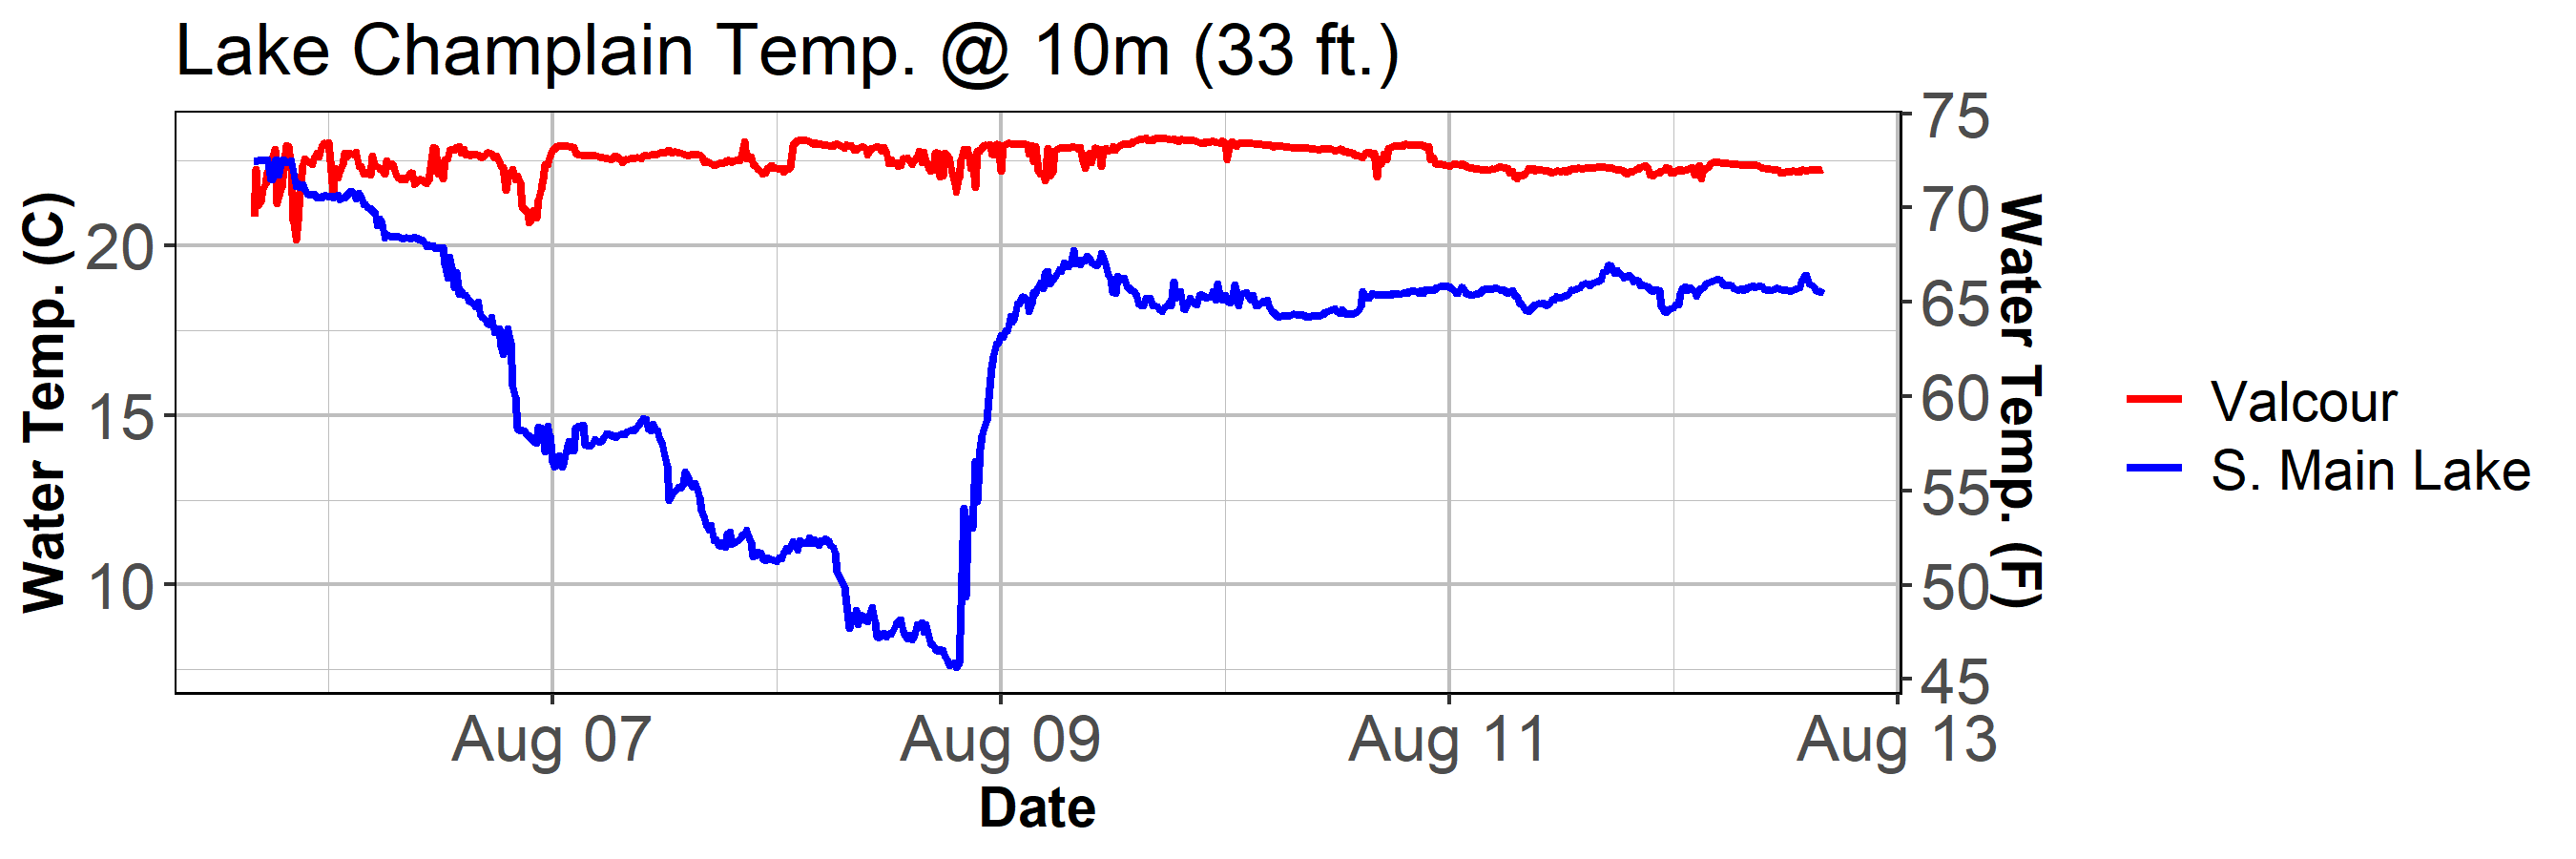 Lake Champlain Temp. @ 10m (33 ft.)
Water Temp. (C)
20
15
10
75
70
65
60
55
50
45
Water Temp. (F)
Aug 07
Aug 09
Aug 11
Aug 13
Date
Valcour
S. Main Lake